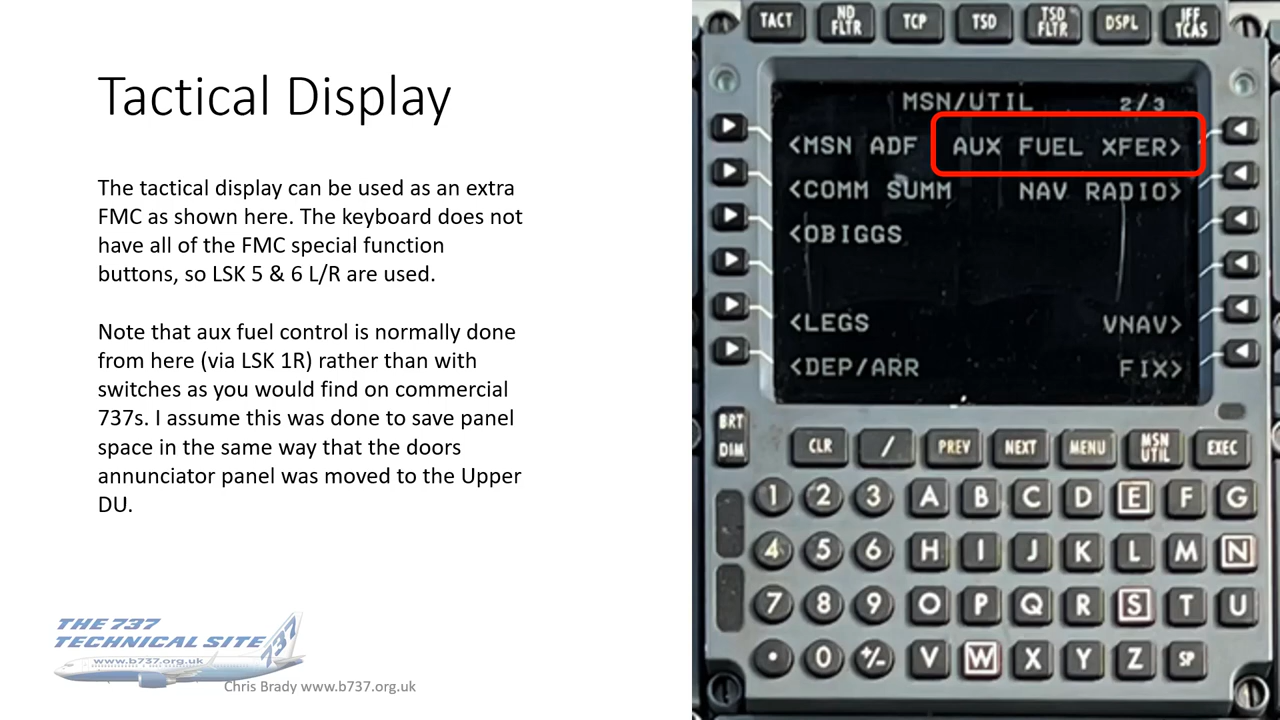 Tactical Display
The tactical display can be used as an extra
FMC as shown here. The keyboard does not
have all of the FMC special function
buttons, so LSK 5 & 6 L/R are used.
Note that aux fuel control is normally done
from here (via LSK 1R) rather than with
switches as you would find on commercial
737s. I assume this was done to save panel
space in the same way that the doors
annunciator panel was moved to the Upper
DU.
THE 737
TECHNICAL SITE
737
www.b737.org.uk
Chris Brady www.b737.org.uk
TACT ND FLTR TCP TSD TSD FLTR DSPL IFF TCAS
MSN/UTIL 2/3
<MSN ADF AUX FUEL XFER>
<COMM SUMM NAV RADIO>
<OBIGGS
<LEGS VNAV>
<DEP/ARR FIX>
BRT DIM CLR / PREV NEXT MENU MSN UTIL EXEC
1 2 3 A B C D E F G
4 5 6 H I J K L M N
7 8 9 O P Q R S T U
. 0 +/- V W X Y Z SP